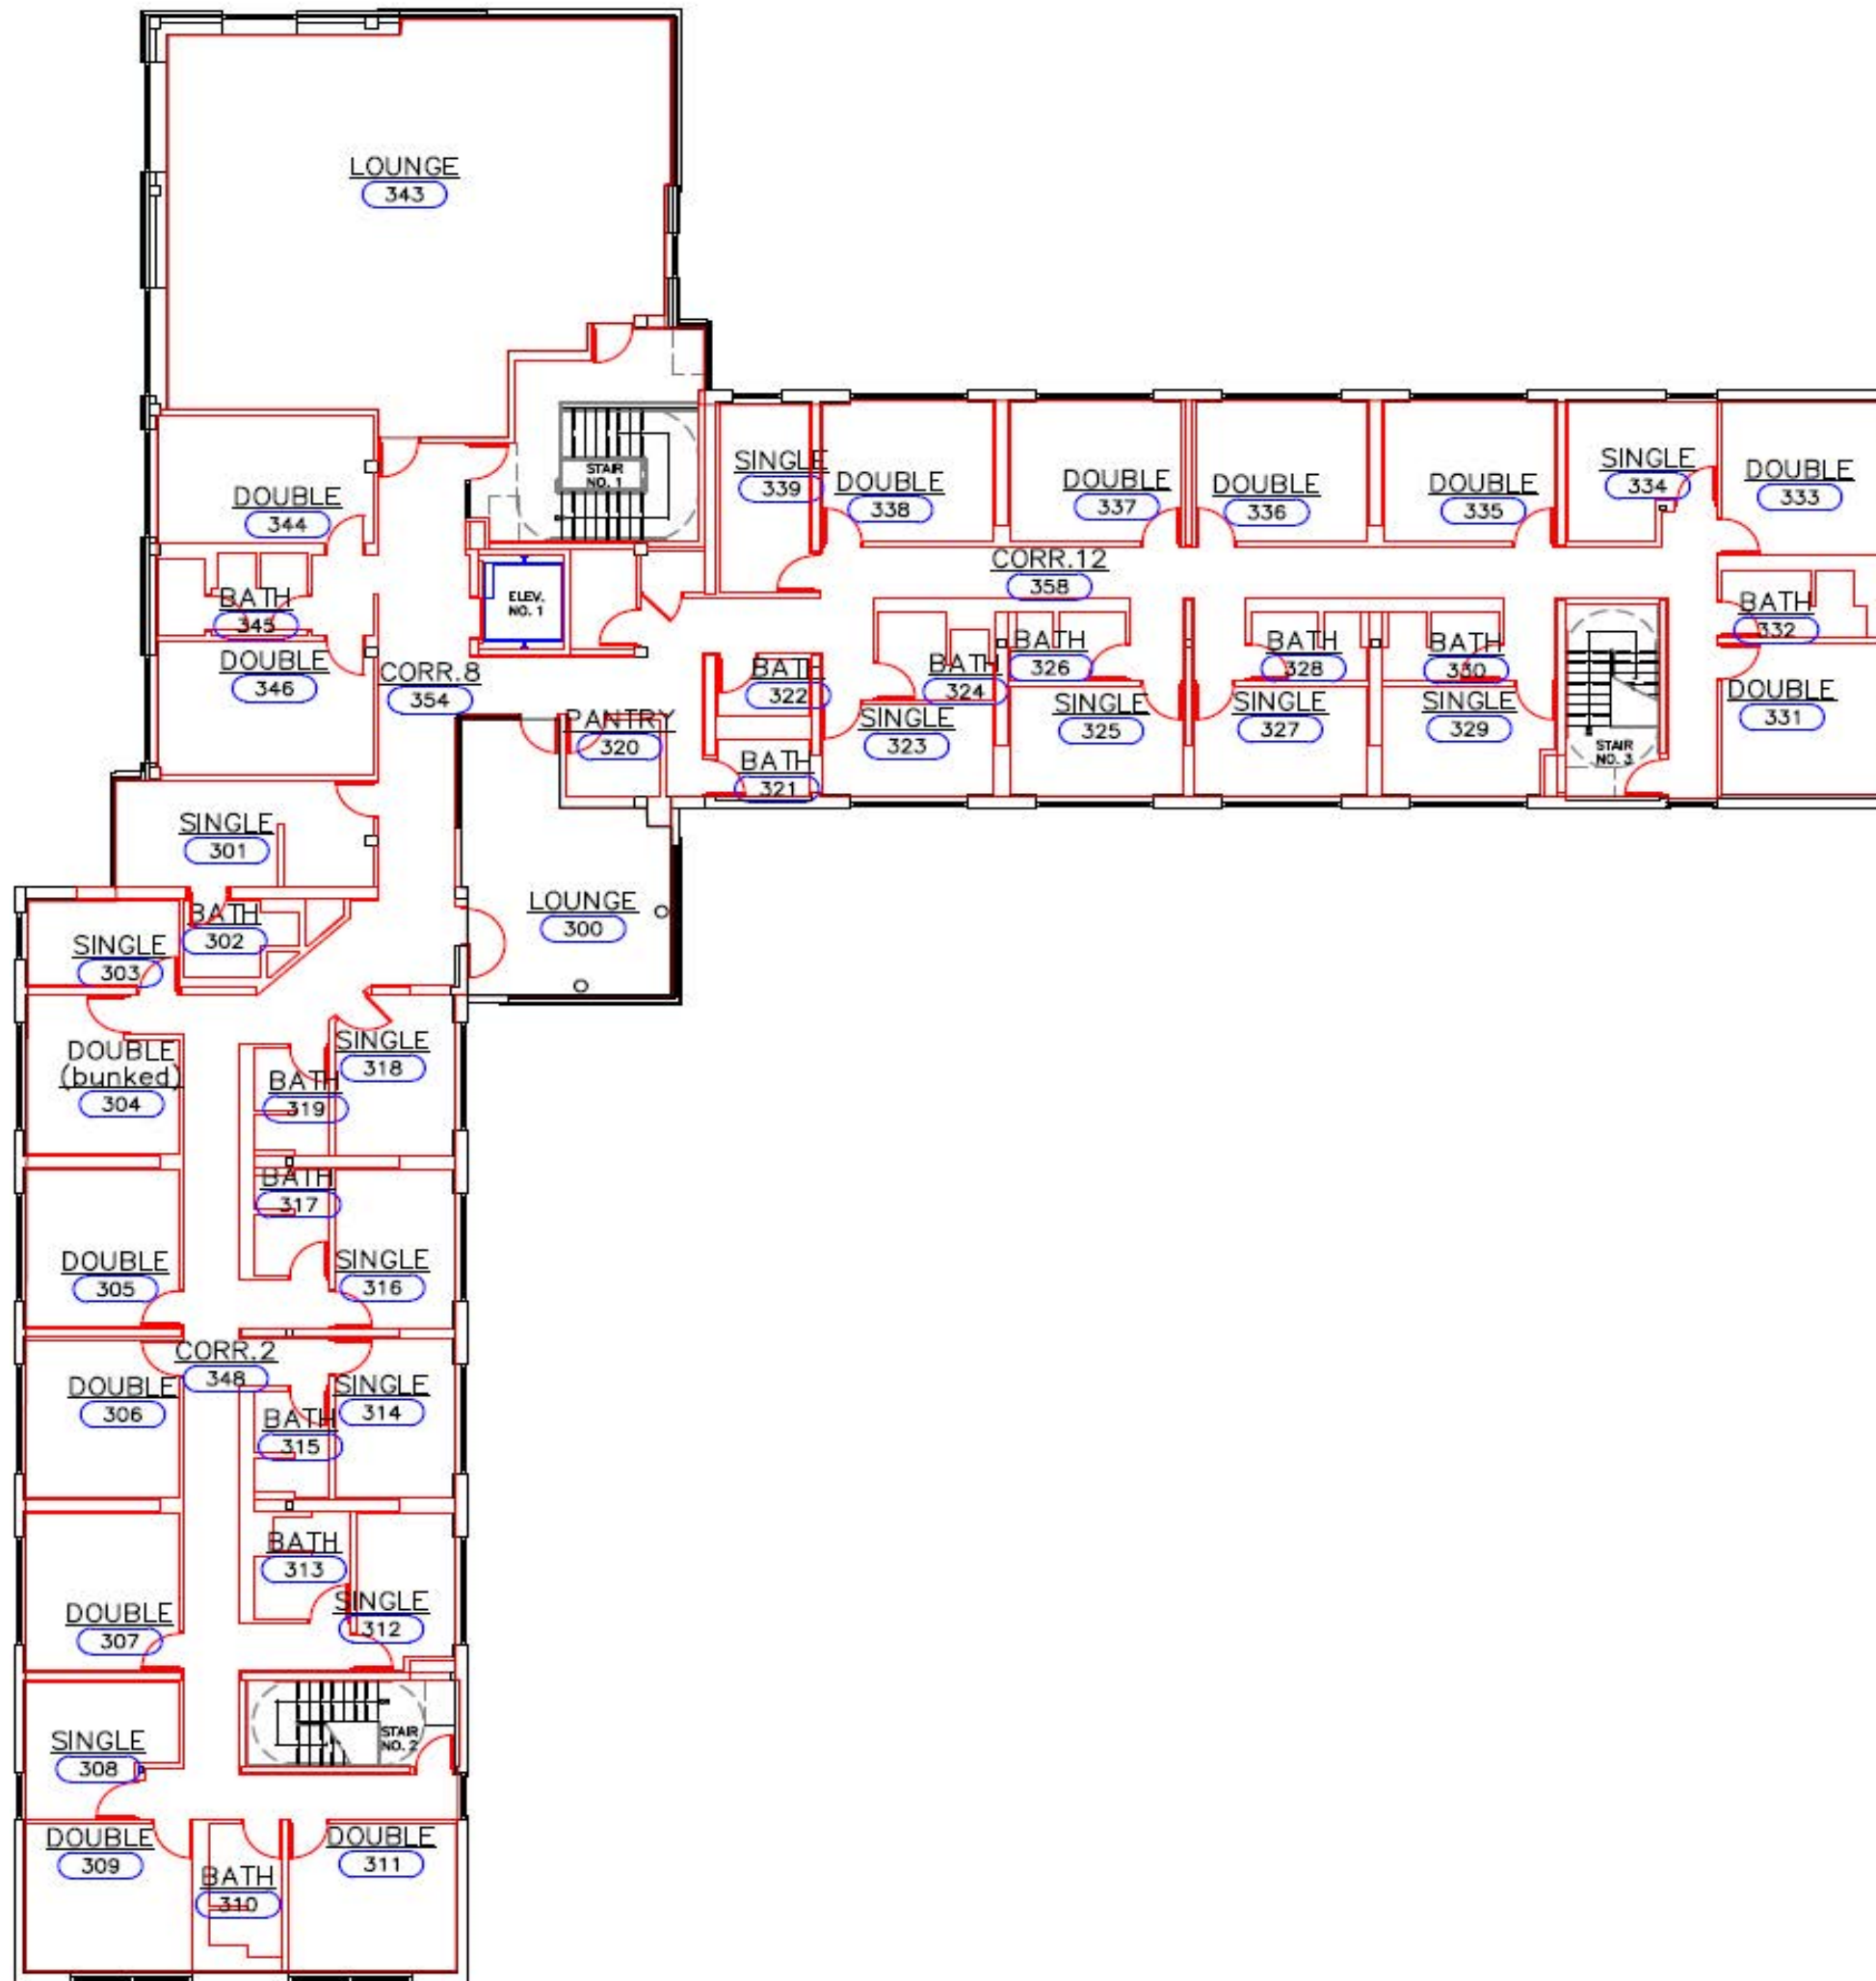 LOUNGE
343
DOUBLE
344
BATH
345
DOUBLE
346
STAIR
NO. 1
ELEV.
NO. 1
CORR.8
354
PANTRY
320
SINGLE
339
DOUBLE
338
DOUBLE
337
DOUBLE
336
DOUBLE
335
SINGLE
334
DOUBLE
333
CORR.12
358
BATH
322
BATH
321
BATH
324
SINGLE
323
BATH
326
SINGLE
325
BATH
328
SINGLE
327
BATH
330
SINGLE
329
STAIR
NO. 3
BATH
332
DOUBLE
331
SINGLE
301
LOUNGE
300
BATH
302
SINGLE
303
DOUBLE
(bunked)
304
SINGLE
318
BATH
319
BATH
317
DOUBLE
305
SINGLE
316
CORR.2
348
DOUBLE
306
SINGLE
314
BATH
315
BATH
313
DOUBLE
307
SINGLE
312
STAIR
NO. 2
SINGLE
308
DOUBLE
309
BATH
310
DOUBLE
311